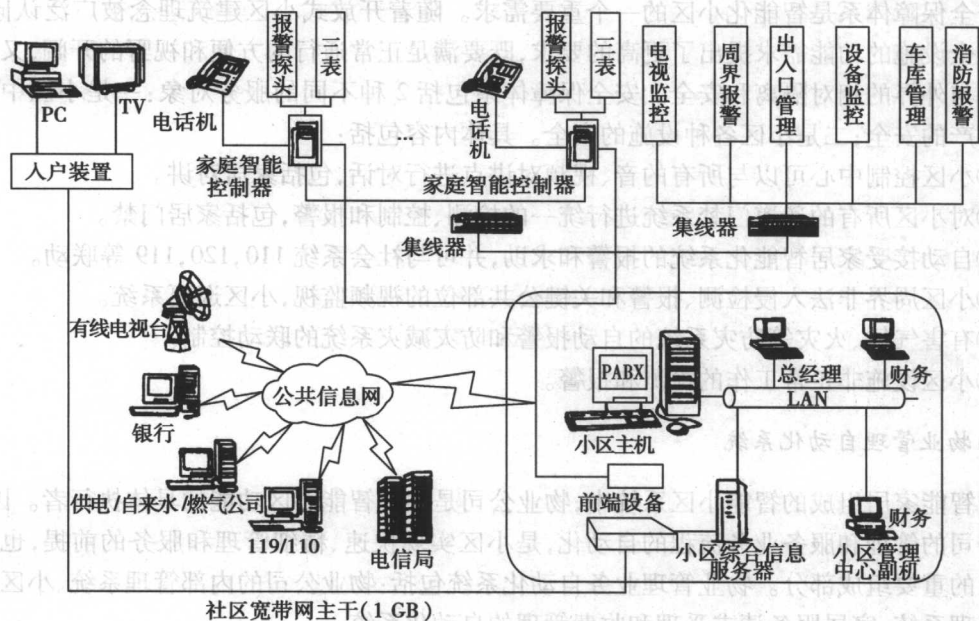 报警探头
三表
报警探头
三表
电视监控
周界报警
出入口管理
设备监控
车库管理
消防报警
PC
TV
电话机
电话机
...
入户装置
家庭智能
控制器
家庭智能控制器
集线器
集线器
有线电视台
公共信息网
银行
供电/自来水/燃气公司
119/110
电信局
PABX
小区主机
总经理
财务
LAN
前端设备
小区综合信息
服务器
财务
小区管理
中心副机
社区宽带网主干(1 GB)